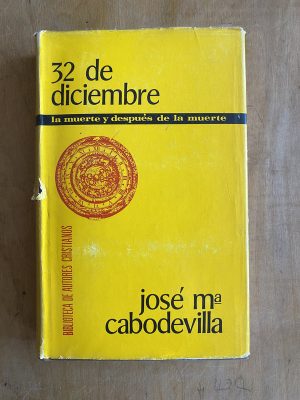 32 de
diciembre
la muerte y después de la muerte
BIBLIOTECA DE AUTORES CRISTIANOS
josé mª
cabodevilla